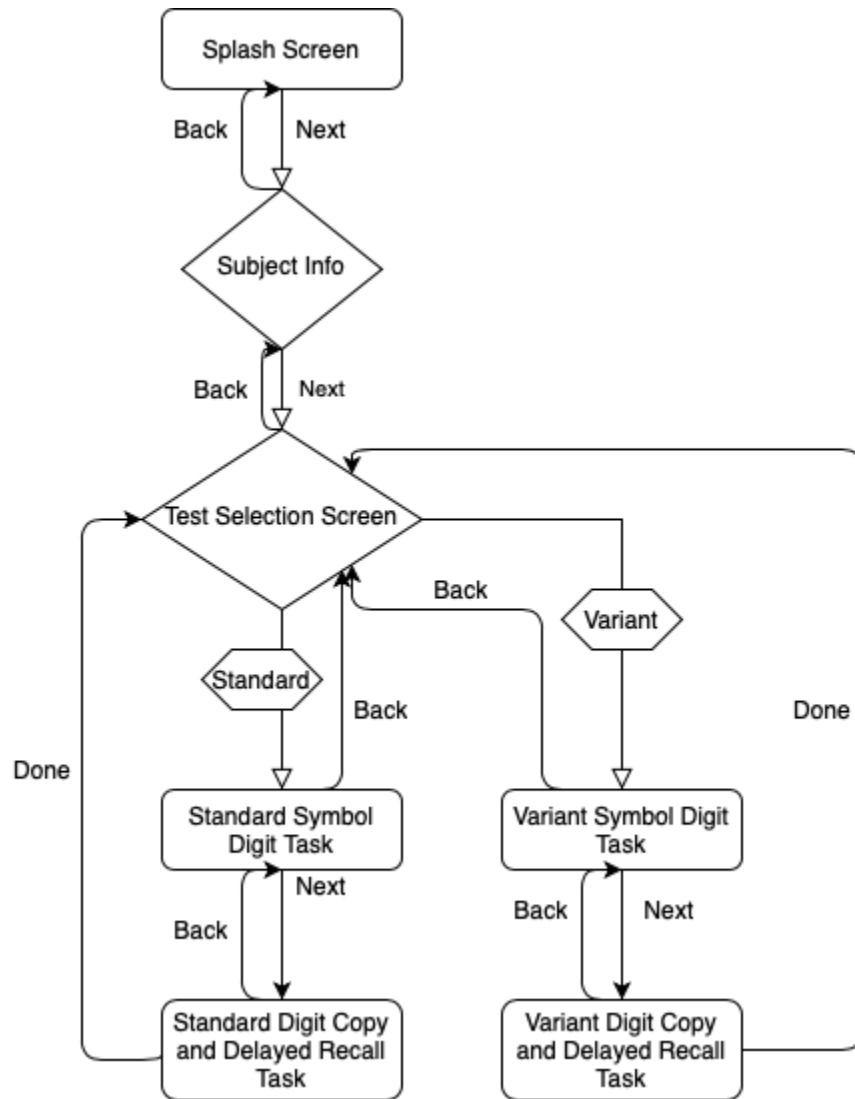 Splash Screen
Back
Next
Subject Info
Back
Next
Test Selection Screen
Back
Variant
Standard
Back
Done
Done
Standard Symbol
Digit Task
Variant Symbol Digit
Task
Next
Back
Back
Next
Standard Digit Copy
and Delayed Recall
Task
Variant Digit Copy
and Delayed Recall
Task